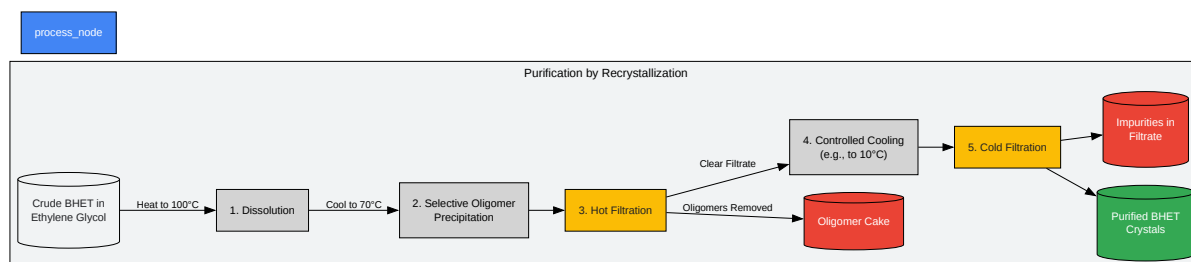 process_node
Purification by Recrystallization
Crude BHET in
Ethylene Glycol
Heat to 100°C
1. Dissolution
Cool to 70°C
2. Selective Oligomer
Precipitation
3. Hot Filtration
Clear Filtrate
Oligomers Removed
4. Controlled Cooling
(e.g., to 10°C)
Oligomer Cake
5. Cold Filtration
Impurities in
Filtrate
Purified BHET
Crystals